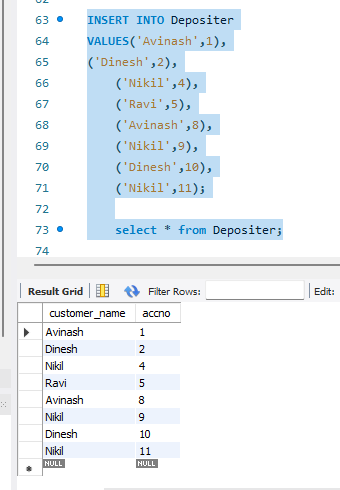 62
63 INSERT INTO Depositer
64 VALUES('Avinash',1),
65 ('Dinesh',2),
66 ('Nikil',4),
67 ('Ravi',5),
68 ('Avinash',8),
69 ('Nikil',9),
70 ('Dinesh',10),
71 ('Nikil',11);
72
73 select * from Depositer;
74
Result Grid Filter Rows: Edit:
customer_name accno
Avinash 1
Dinesh 2
Nikil 4
Ravi 5
Avinash 8
Nikil 9
Dinesh 10
Nikil 11
NULL NULL